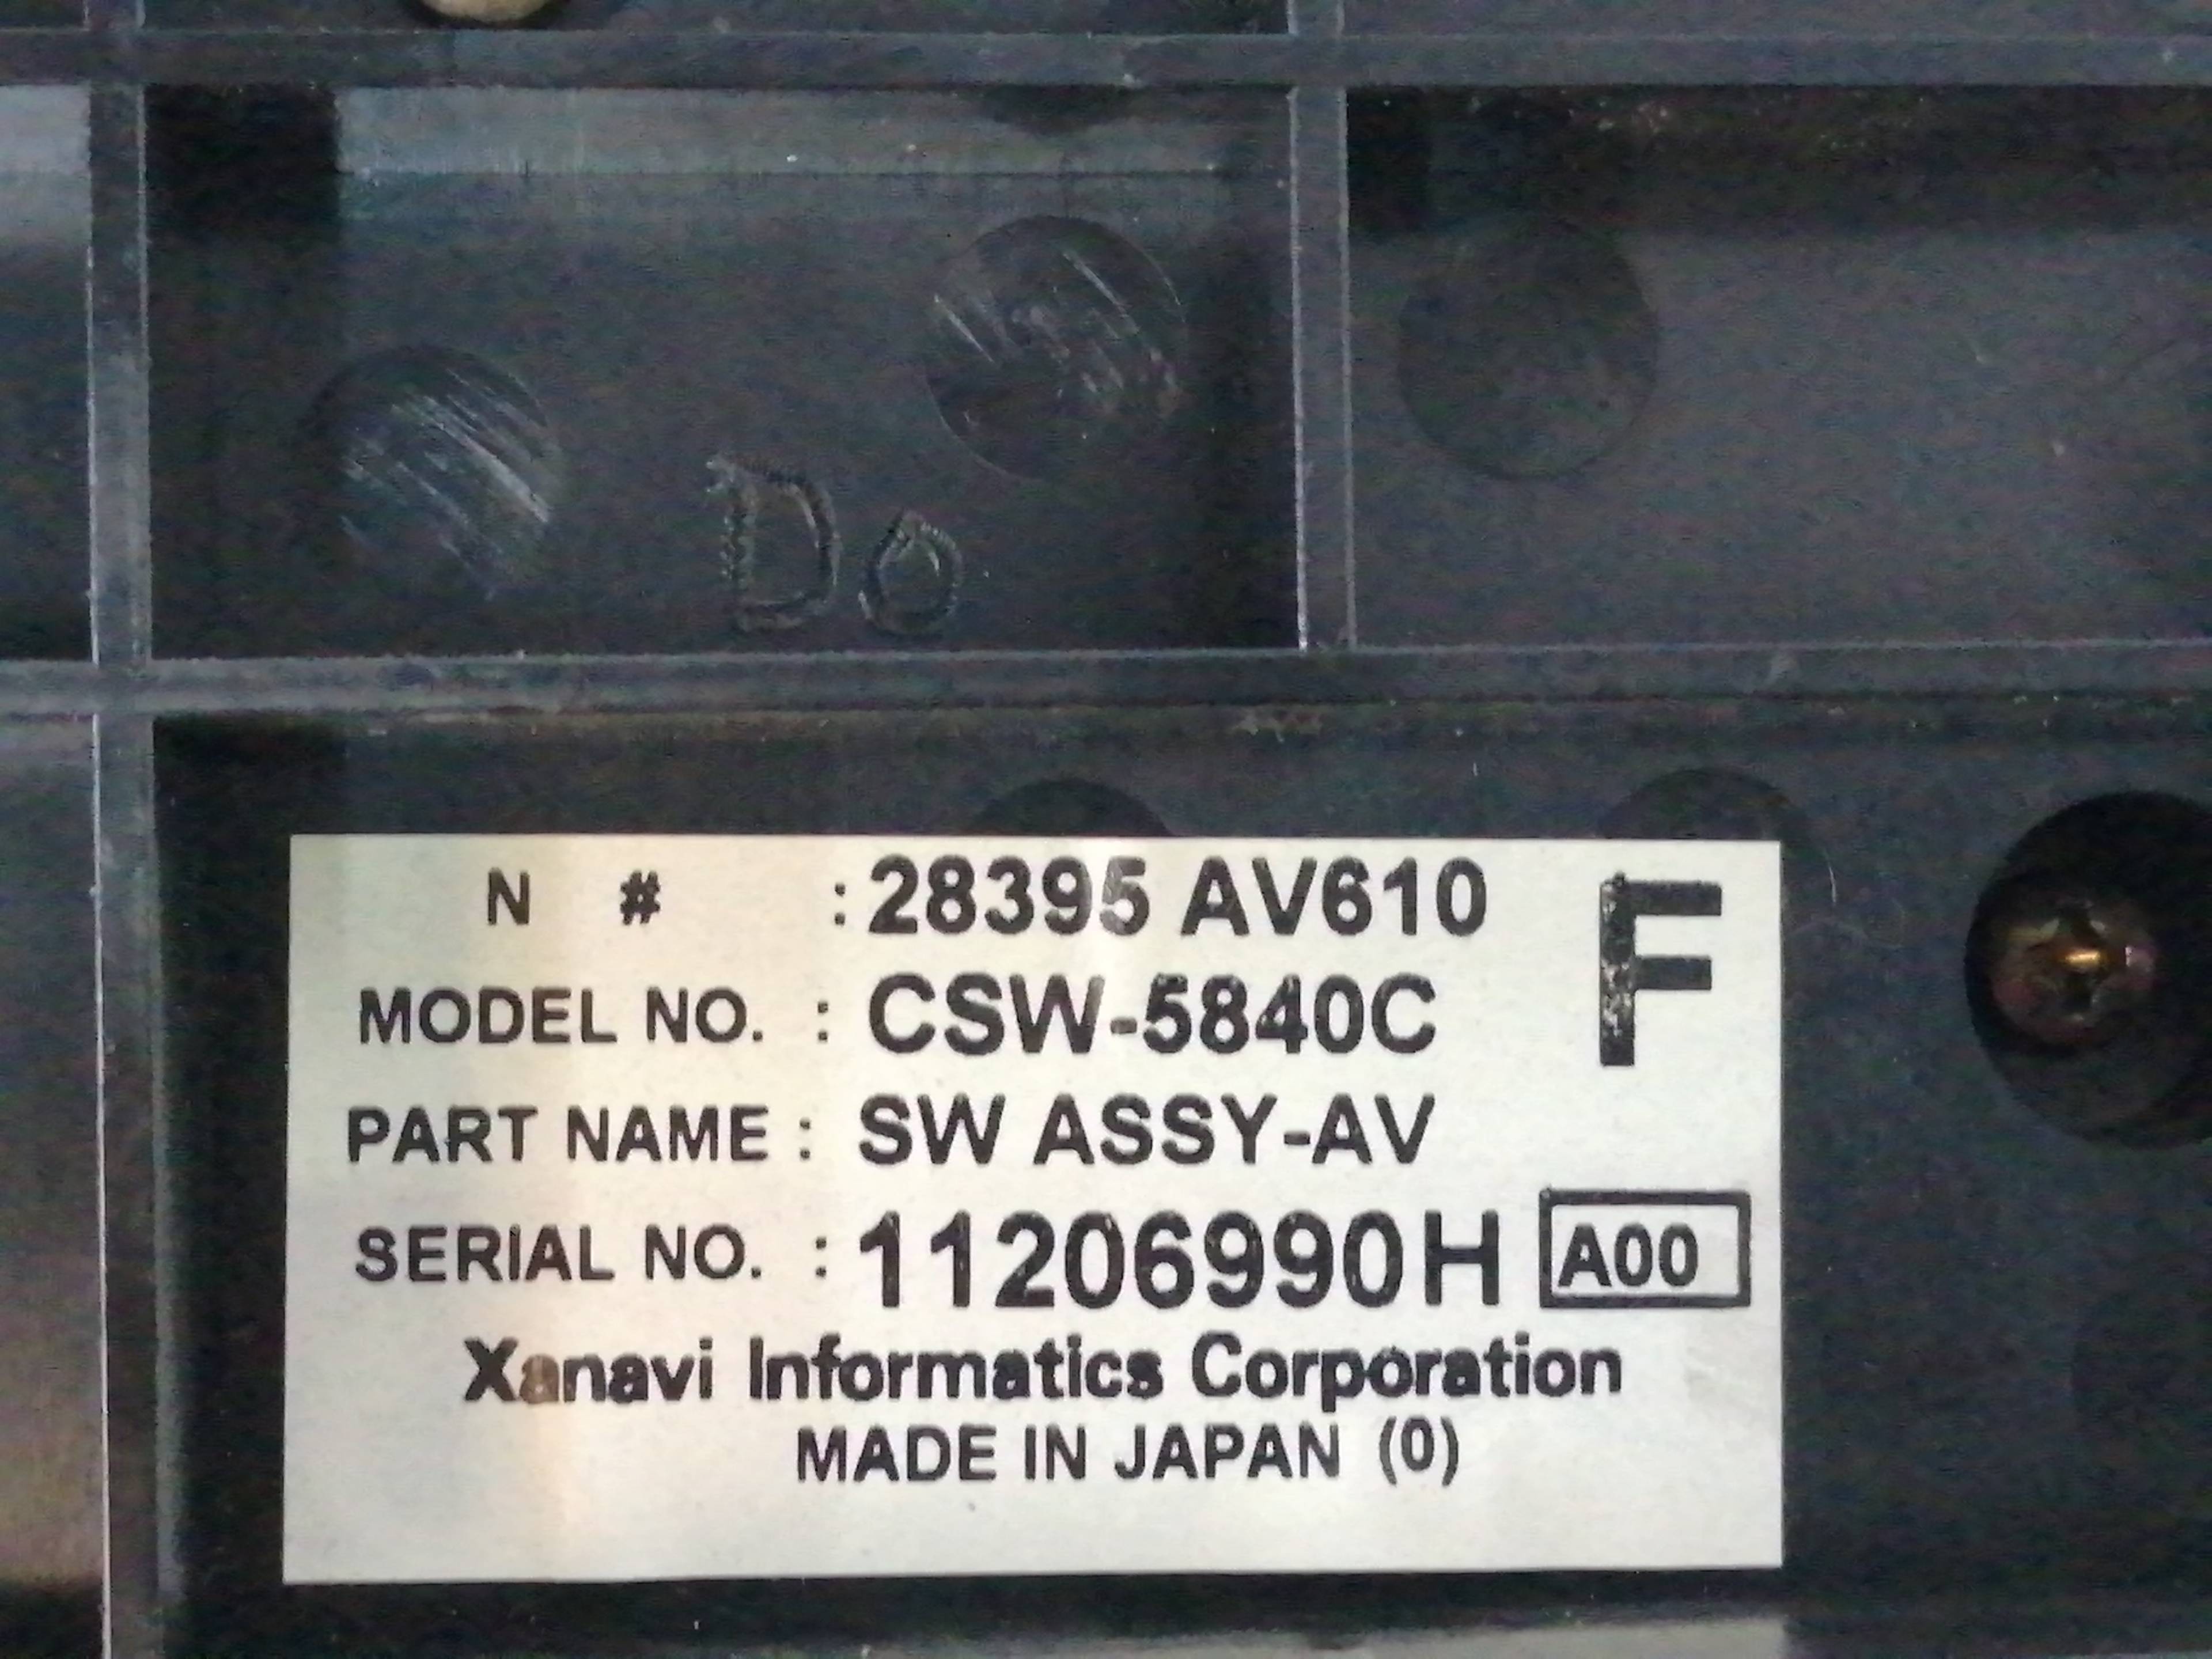 Do
N # : 28395 AV610 F
MODEL NO. : CSW-5840C
PART NAME : SW ASSY-AV
SERIAL NO. : 11206990H A00
Xanavi Informatics Corporation
MADE IN JAPAN (0)